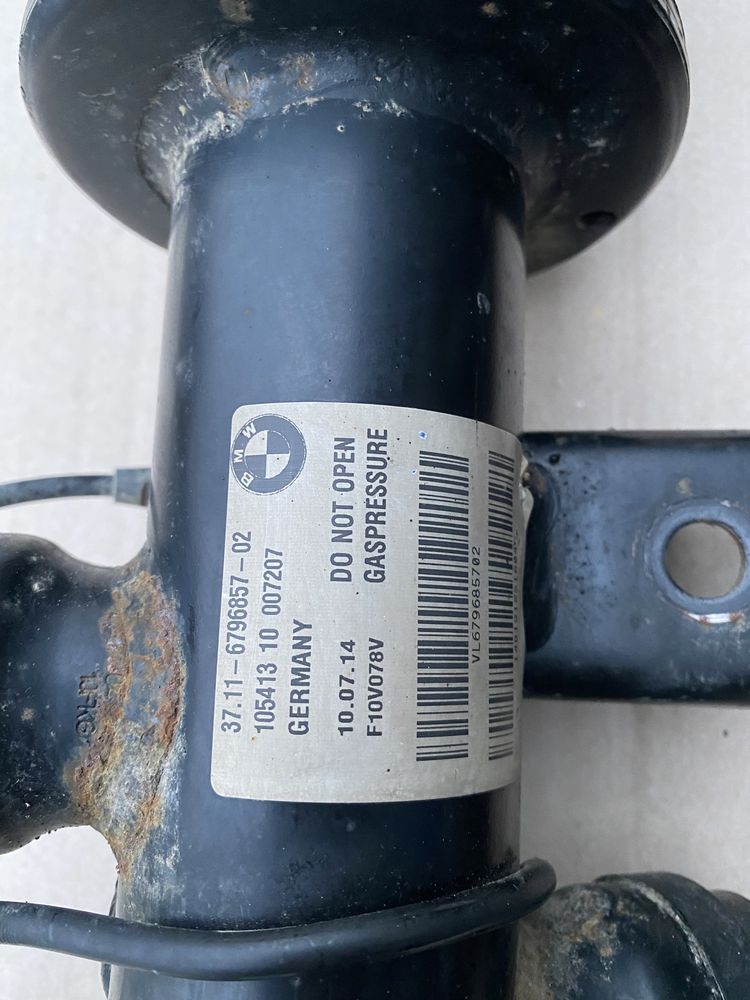 BMW
37.11-6796857-02
105413 10 007207
GERMANY
DO NOT OPEN
10.07.14
GASPRESSURE
F10V078V
VL679685702